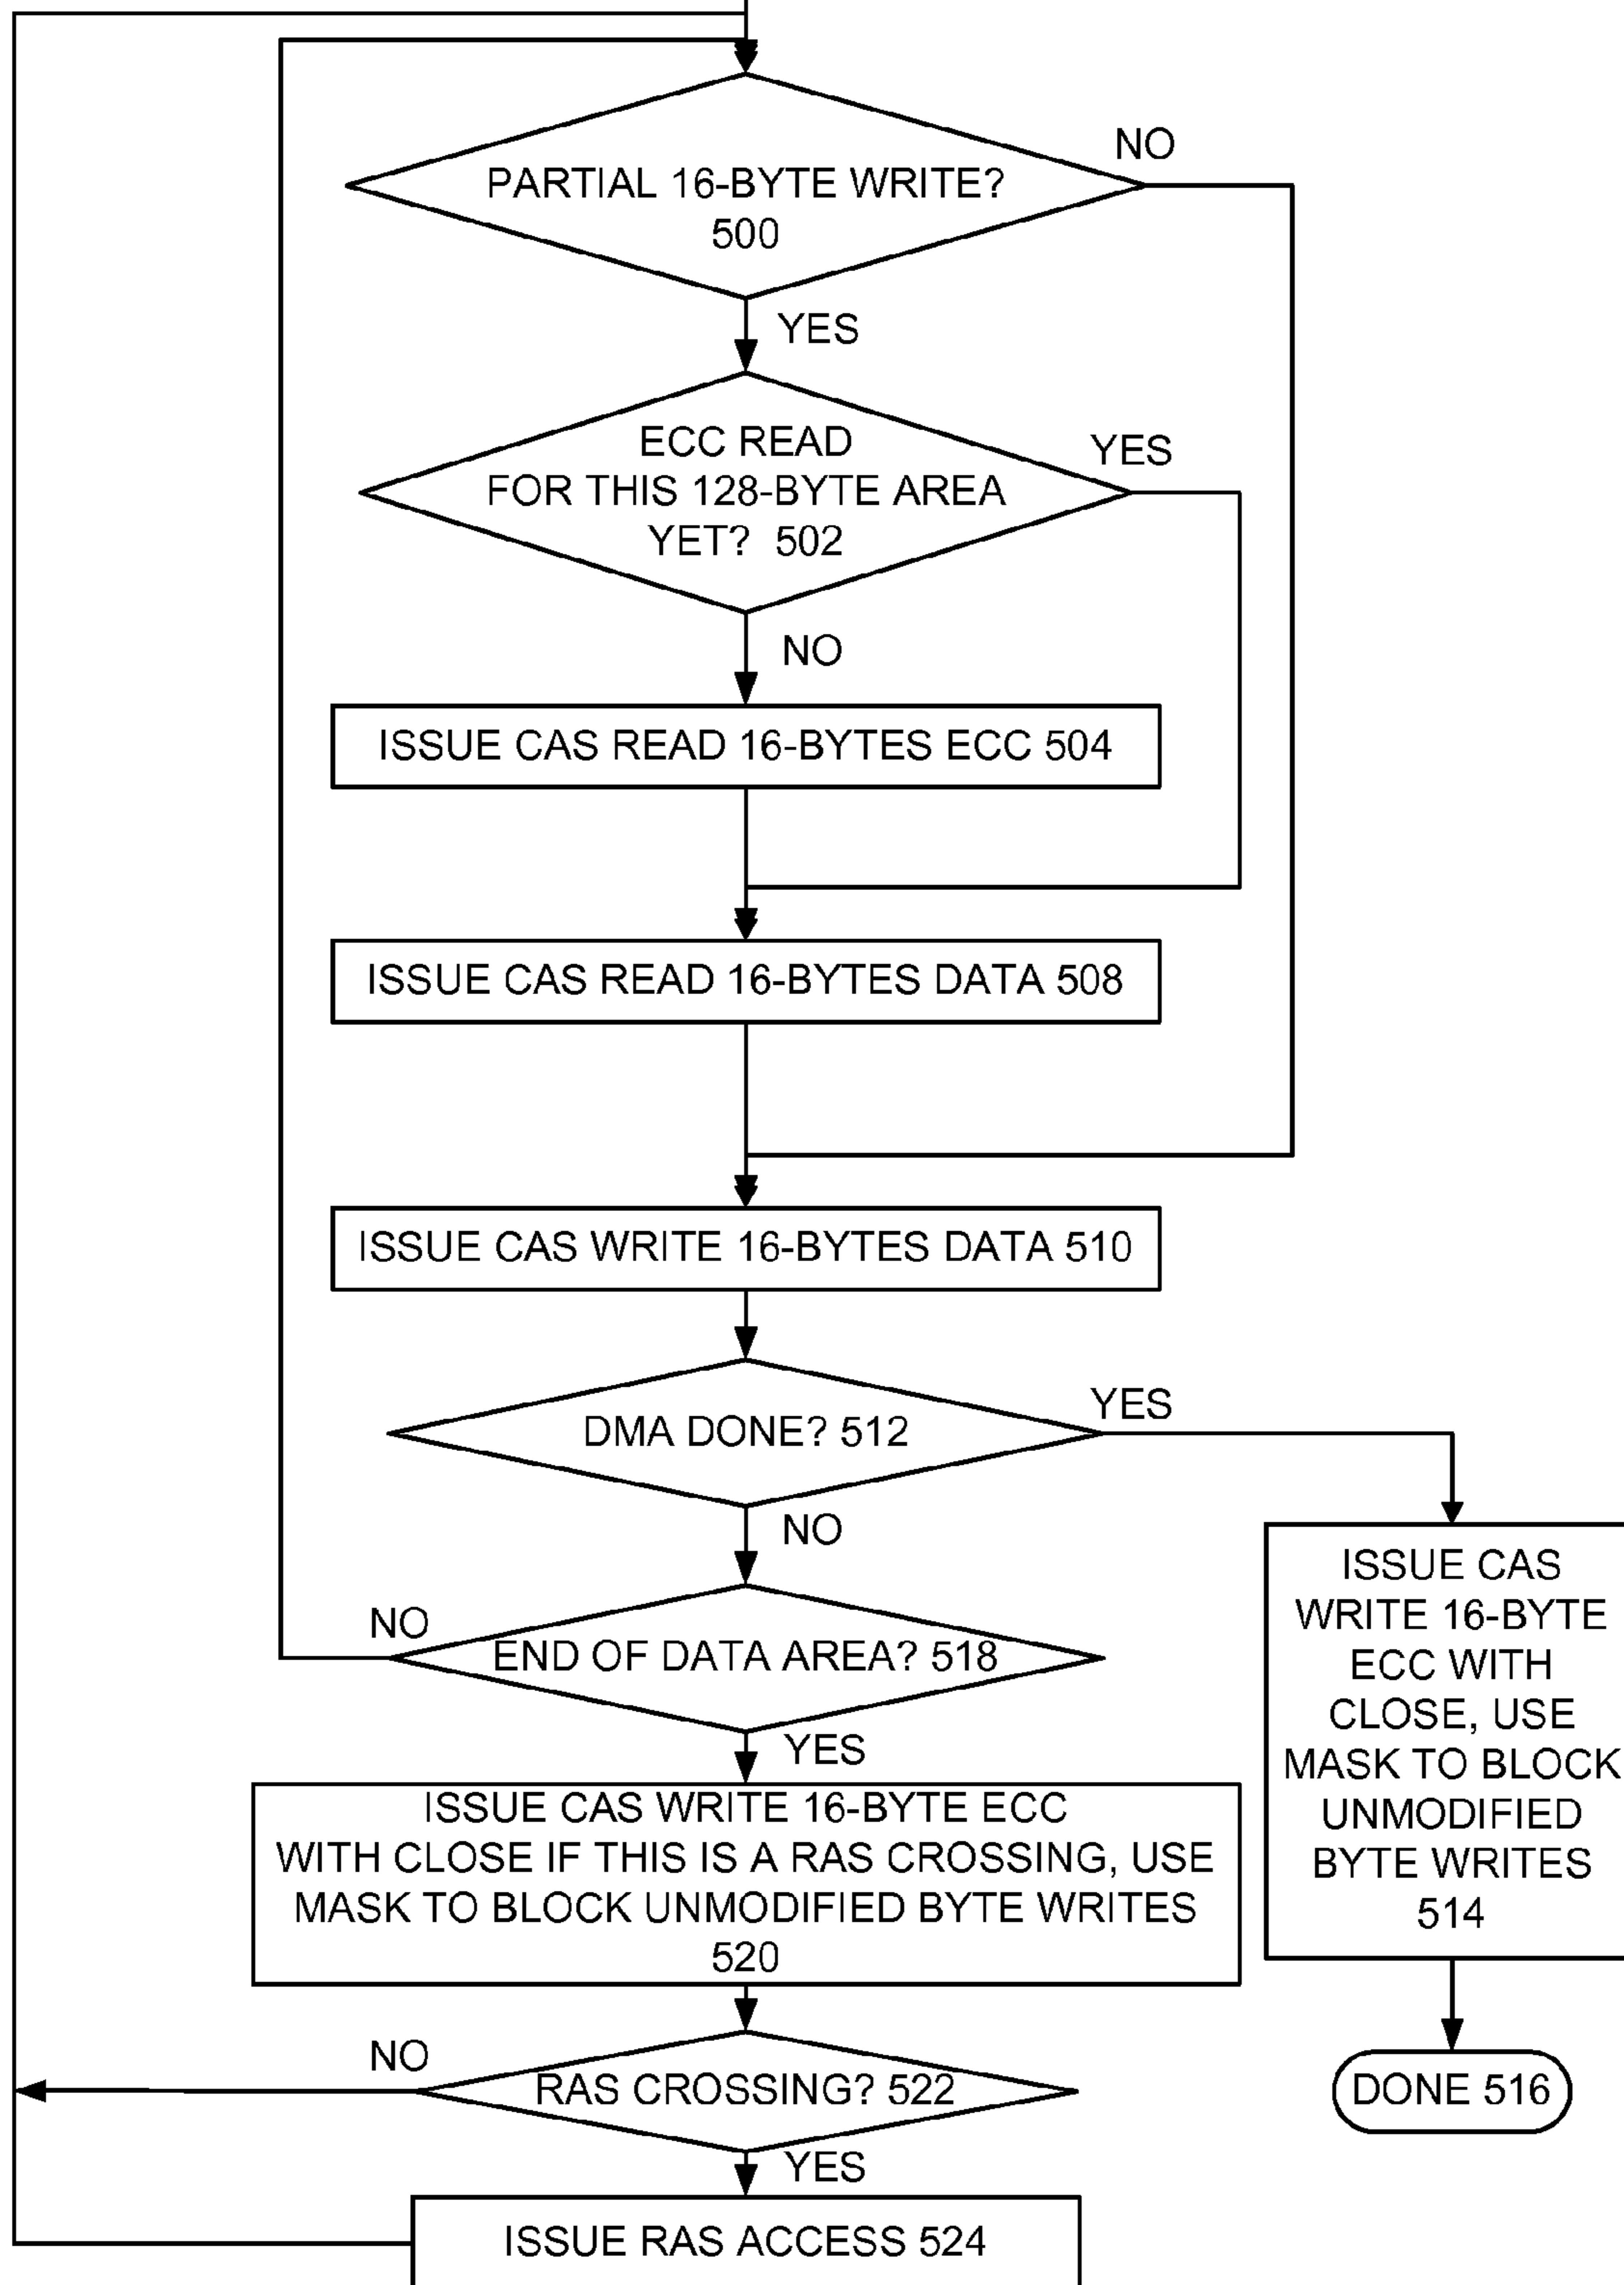 NO
PARTIAL 16-BYTE WRITE?
500
YES
ECC READ
YES
FOR THIS 128-BYTE AREA
YET? 502
NO
ISSUE CAS READ 16-BYTES ECC 504
ISSUE CAS READ 16-BYTES DATA 508
ISSUE CAS WRITE 16-BYTES DATA 510
YES
DMA DONE? 512
NO
NO
END OF DATA AREA? 518
YES
ISSUE CAS
WRITE 16-BYTE
ECC WITH
CLOSE, USE
MASK TO BLOCK
UNMODIFIED
BYTE WRITES
514
ISSUE CAS WRITE 16-BYTE ECC
WITH CLOSE IF THIS IS A RAS CROSSING, USE
MASK TO BLOCK UNMODIFIED BYTE WRITES
520
NO
RAS CROSSING? 522
DONE 516
YES
ISSUE RAS ACCESS 524